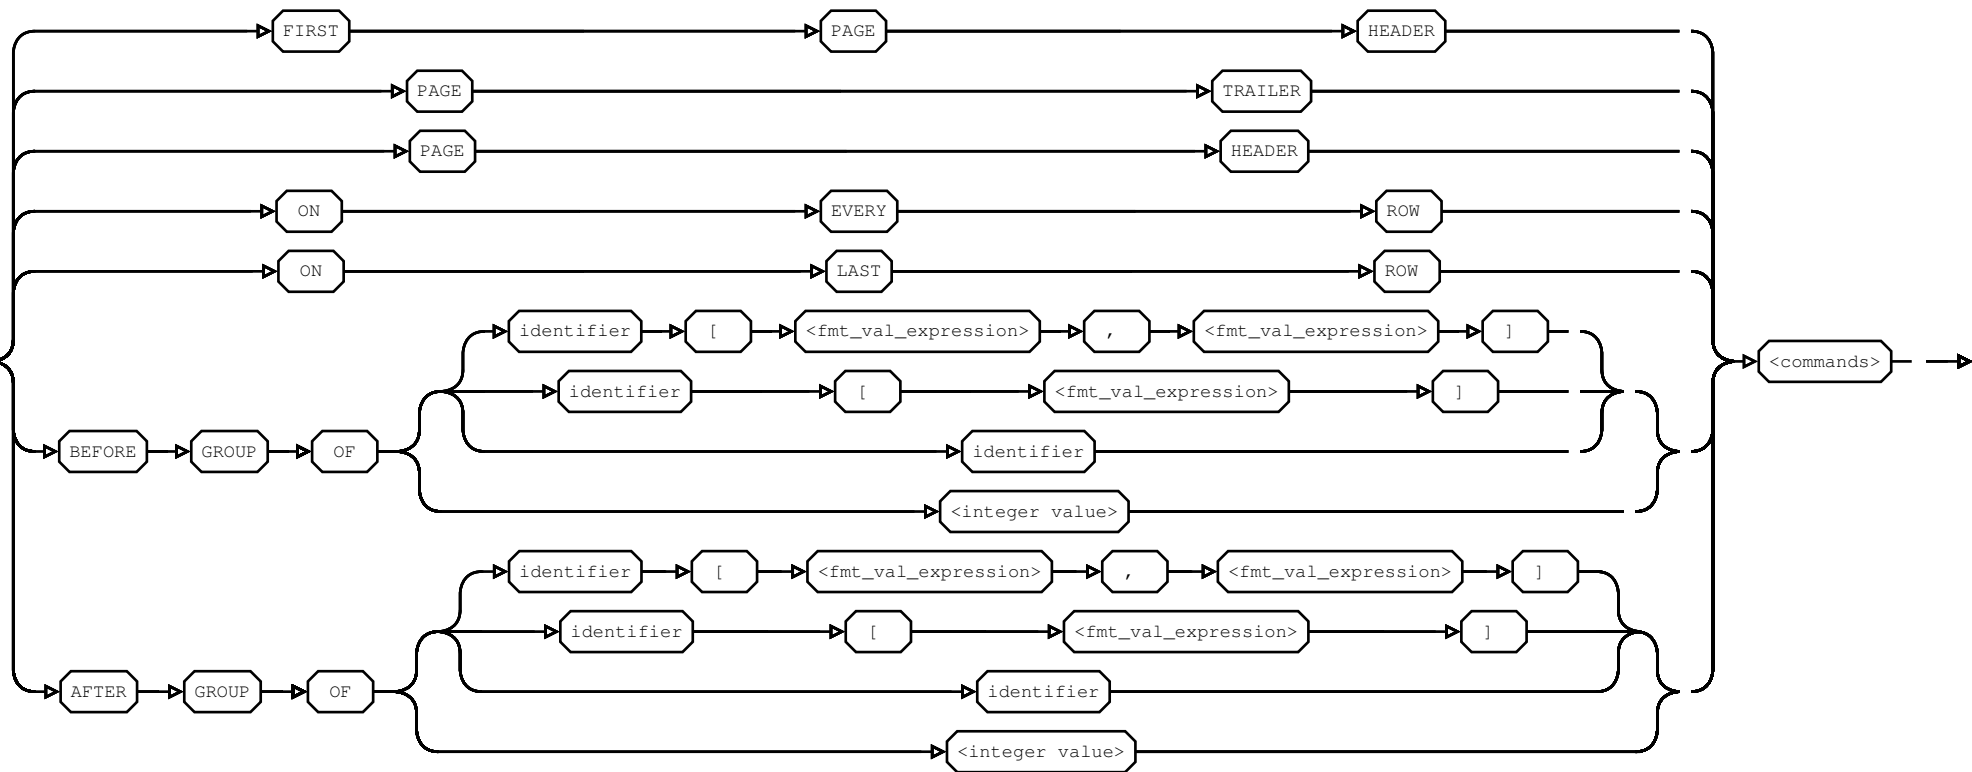 FIRST PAGE HEADER
PAGE TRAILER
PAGE HEADER
ON EVERY ROW
ON LAST ROW
identifier [ <fmt_val_expression> , <fmt_val_expression> ]
<commands>
identifier [ <fmt_val_expression> ]
BEFORE GROUP OF identifier
<integer value>
identifier [ <fmt_val_expression> , <fmt_val_expression> ]
identifier [ <fmt_val_expression> ]
AFTER GROUP OF identifier
<integer value>